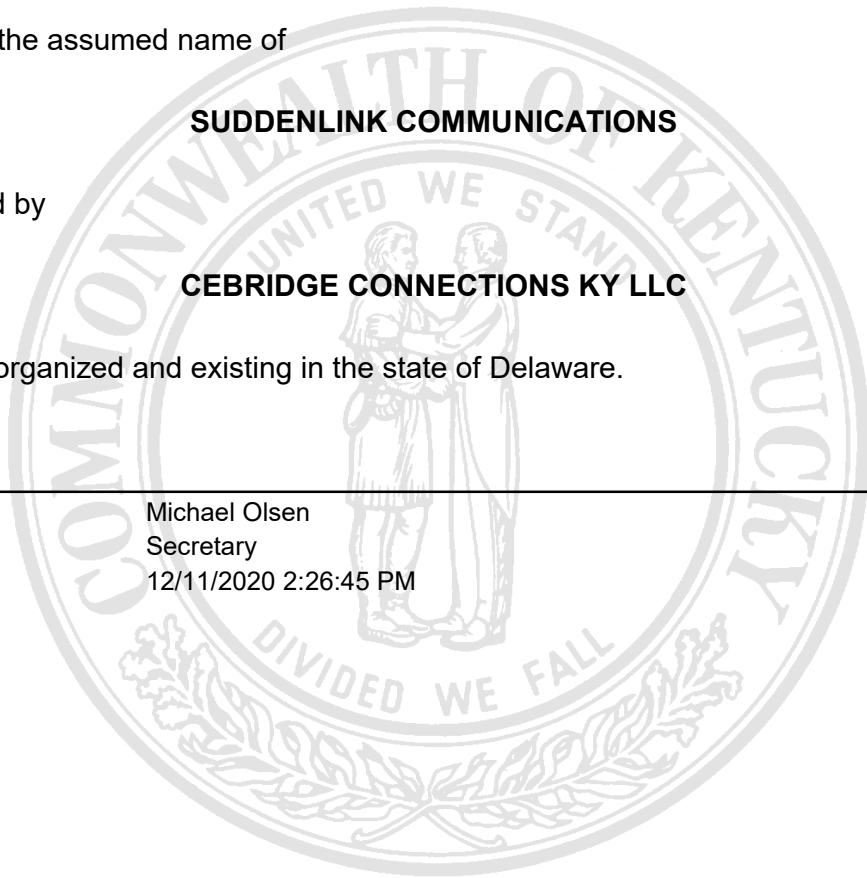 the assumed name of
SUDDENLINK COMMUNICATIONS
d by
CEBRIDGE CONNECTIONS KY LLC
organized and existing in the state of Delaware.
Michael Olsen
Secretary
12/11/2020 2:26:45 PM
COMMONWEALTH OF KENTUCKY
UNITED WE STAND
DIVIDED WE FALL